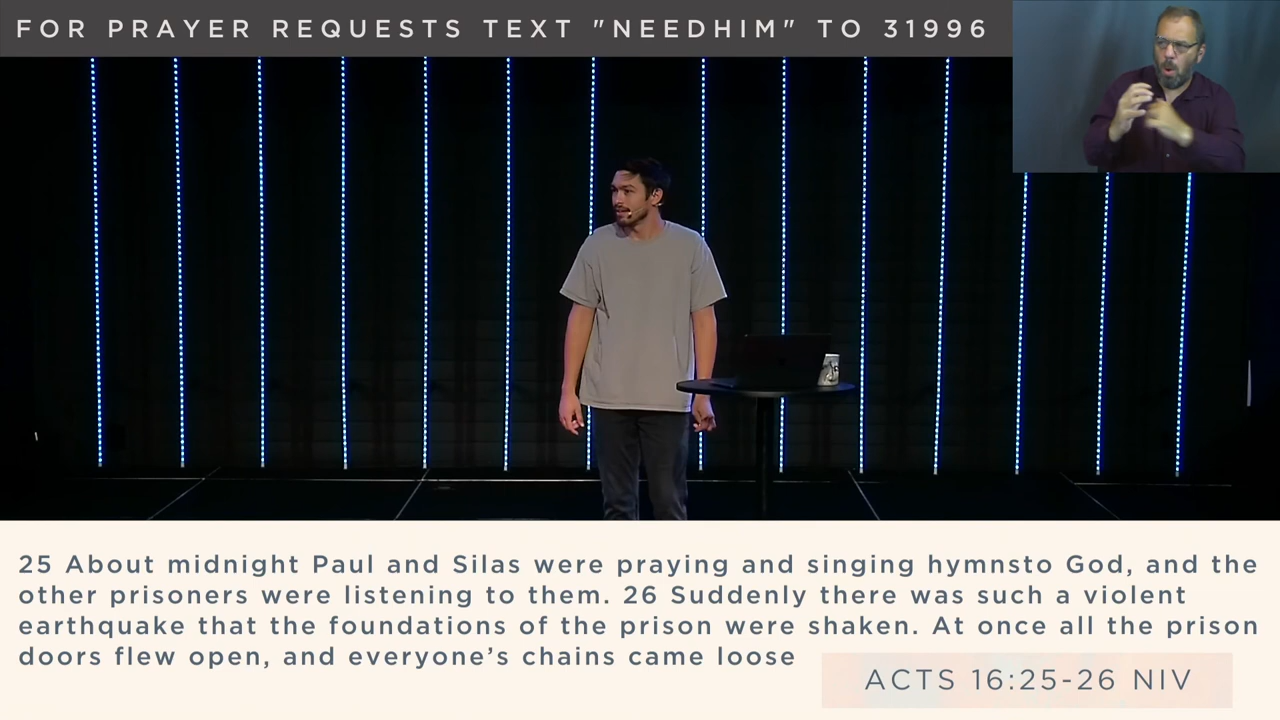 FOR PRAYER REQUESTS TEXT "NEEDHIM" TO 31996
25 About midnight Paul and Silas were praying and singing hymnsto God, and the
other prisoners were listening to them. 26 Suddenly there was such a violent
earthquake that the foundations of the prison were shaken. At once all the prison
doors flew open, and everyone’s chains came loose
ACTS 16:25-26 NIV